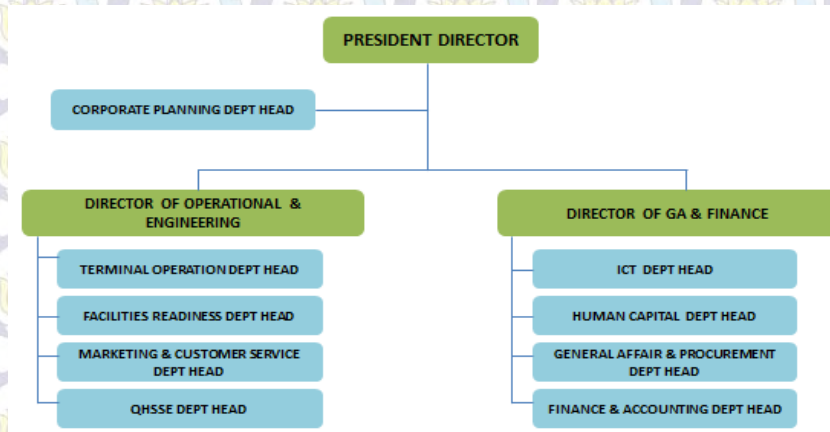 PRESIDENT DIRECTOR
CORPORATE PLANNING DEPT HEAD
DIRECTOR OF OPERATIONAL &
ENGINEERING
TERMINAL OPERATION DEPT HEAD
FACILITIES READINESS DEPT HEAD
MARKETING & CUSTOMER SERVICE
DEPT HEAD
QHSSE DEPT HEAD
DIRECTOR OF GA & FINANCE
ICT DEPT HEAD
HUMAN CAPITAL DEPT HEAD
GENERAL AFFAIR & PROCUREMENT
DEPT HEAD
FINANCE & ACCOUNTING DEPT HEAD